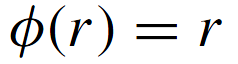 ϕ(r) = r